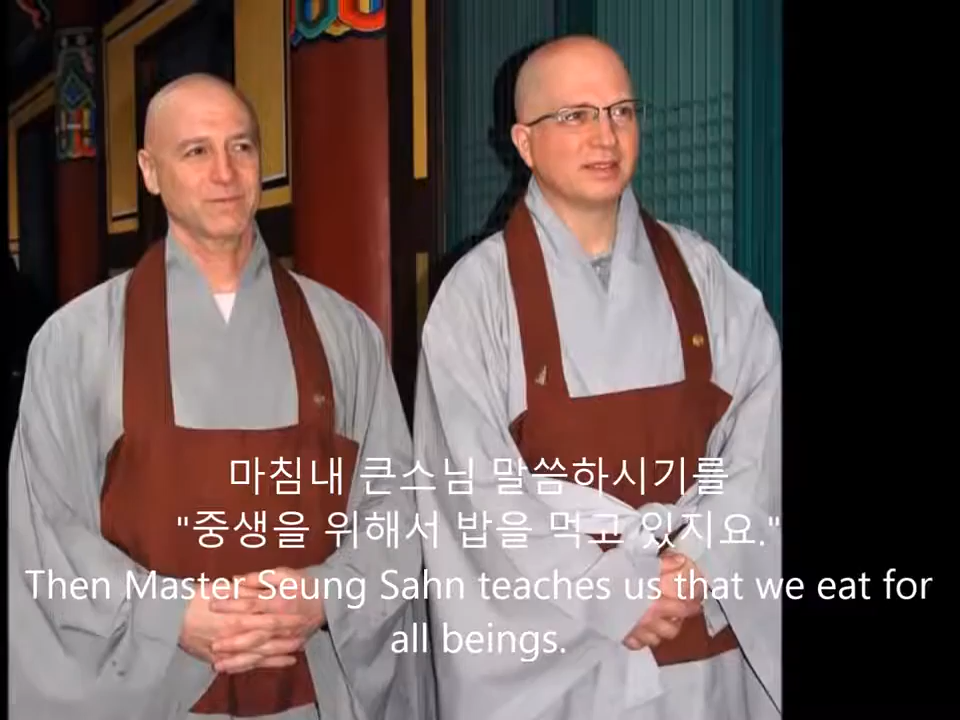 마침내 큰스님 말씀하시기를
"중생을 위해서 밥을 먹고 있지요."
Then Master Seung Sahn teaches us that we eat for
all beings.